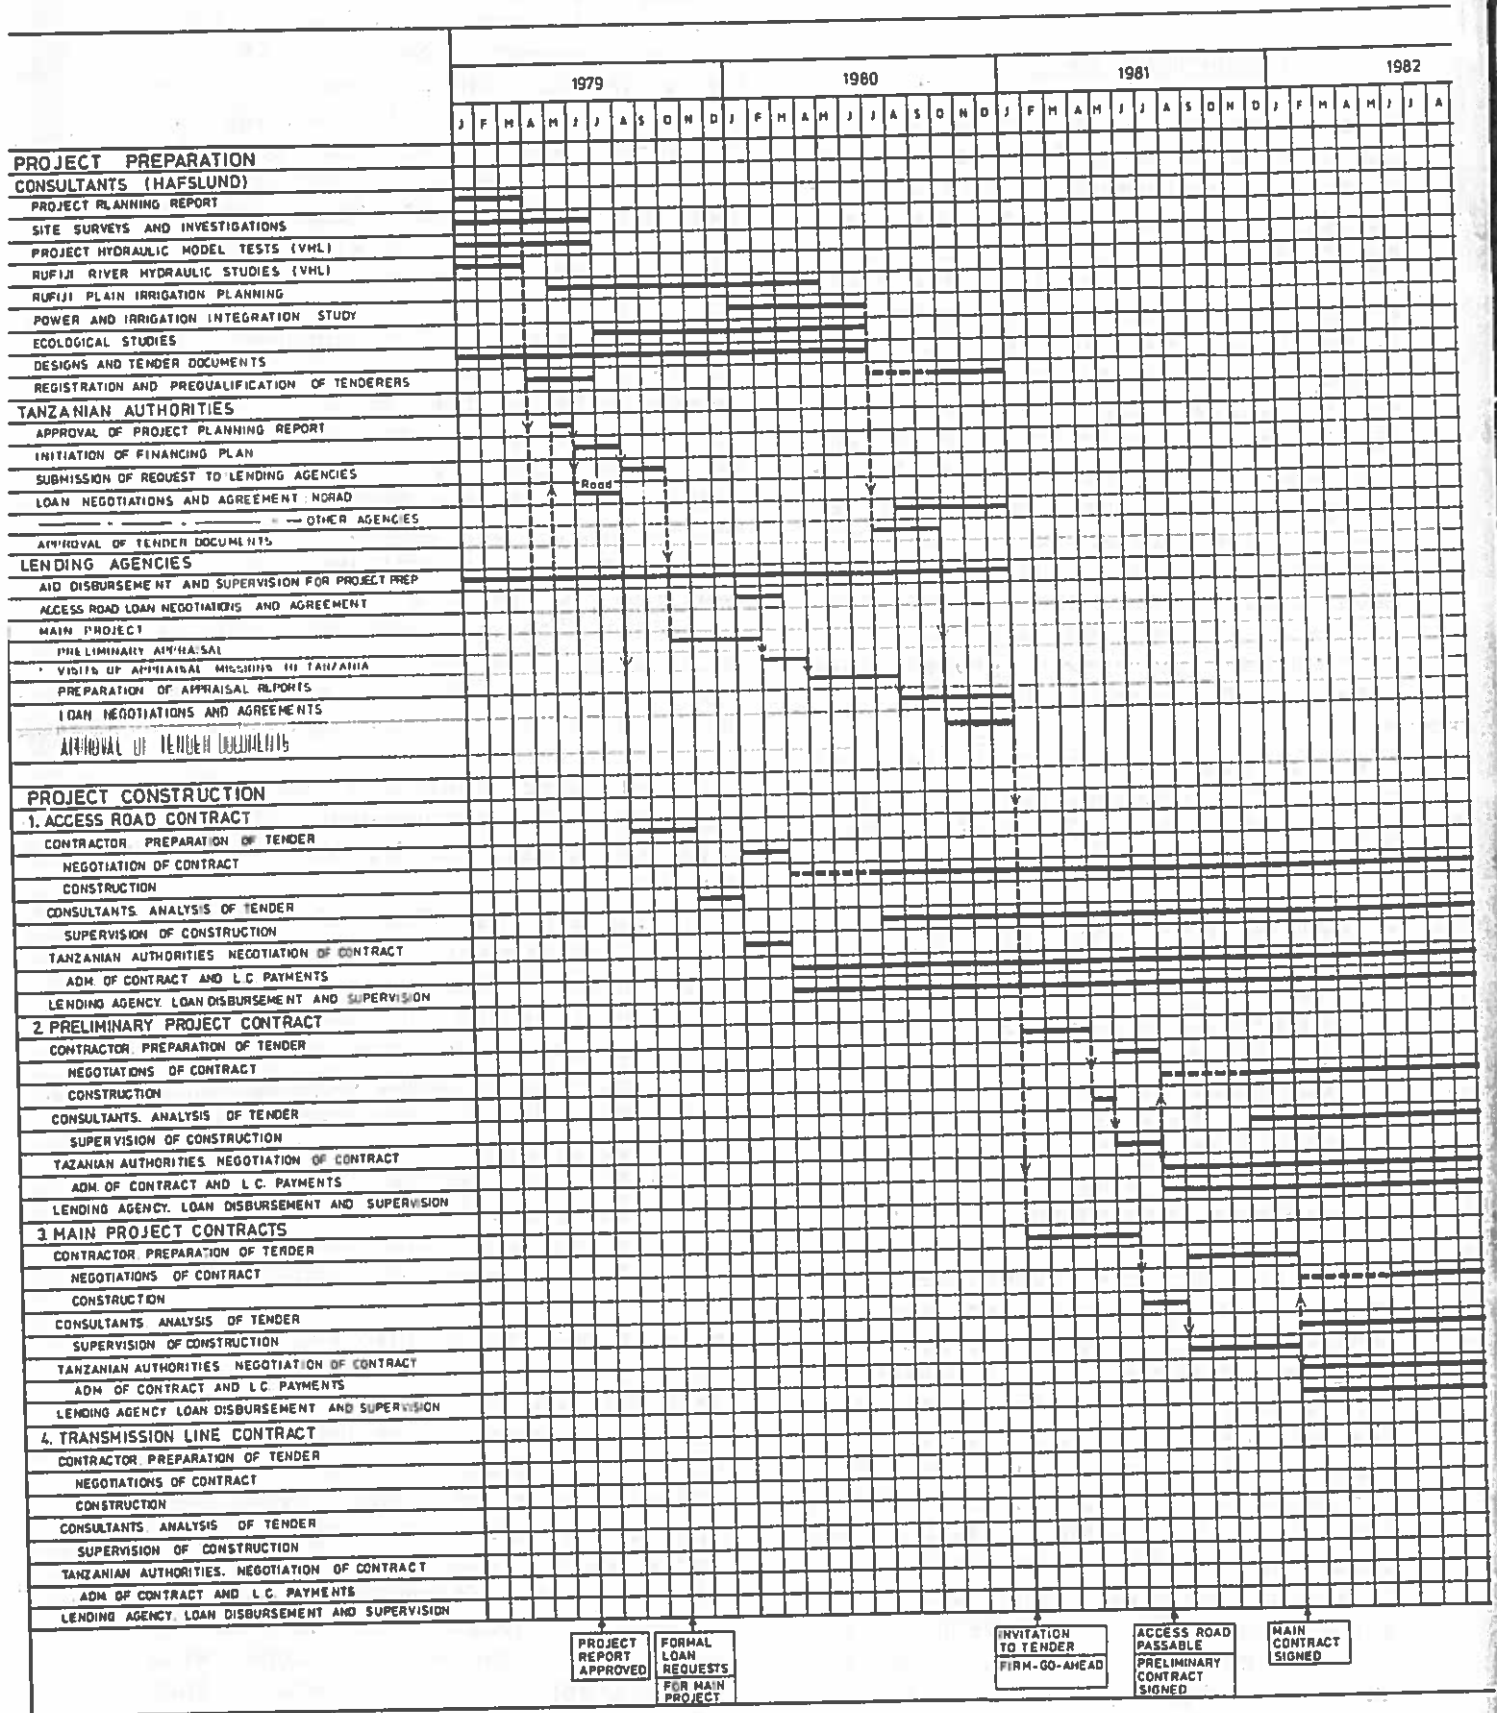 1979 1980 1981 1982
J F M A M J J A S O N D J F M A M J J A S O N D J F M A M J J A S O N D J F M A M J J A
PROJECT PREPARATION
CONSULTANTS (HAFSLUND)
PROJECT PLANNING REPORT
SITE SURVEYS AND INVESTIGATIONS
PROJECT HYDRAULIC MODEL TESTS (VHL)
RUFIJI RIVER HYDRAULIC STUDIES (VHL)
RUFIJI PLAIN IRRIGATION PLANNING
POWER AND IRRIGATION INTEGRATION STUDY
ECOLOGICAL STUDIES
DESIGNS AND TENDER DOCUMENTS
REGISTRATION AND PREQUALIFICATION OF TENDERERS
TANZANIAN AUTHORITIES
APPROVAL OF PROJECT PLANNING REPORT
INITIATION OF FINANCING PLAN
SUBMISSION OF REQUEST TO LENDING AGENCIES
Road
LOAN NEGOTIATIONS AND AGREEMENT : NORAD
—— " — — " —— " — OTHER AGENCIES
APPROVAL OF TENDER DOCUMENTS
LENDING AGENCIES
AID DISBURSEMENT AND SUPERVISION FOR PROJECT PREP
ACCESS ROAD LOAN NEGOTIATIONS AND AGREEMENT
MAIN PROJECT
PRELIMINARY APPRAISAL
VISITS OF APPRAISAL MISSIONS TO TANZANIA
PREPARATION OF APPRAISAL REPORTS
LOAN NEGOTIATIONS AND AGREEMENTS
APPROVAL OF TENDER DOCUMENTS
PROJECT CONSTRUCTION
1. ACCESS ROAD CONTRACT
CONTRACTOR. PREPARATION OF TENDER
NEGOTIATION OF CONTRACT
CONSTRUCTION
CONSULTANTS. ANALYSIS OF TENDER
SUPERVISION OF CONSTRUCTION
TANZANIAN AUTHORITIES NEGOTIATION OF CONTRACT
ADM. OF CONTRACT AND L.C. PAYMENTS
LENDING AGENCY. LOAN DISBURSEMENT AND SUPERVISION
2. PRELIMINARY PROJECT CONTRACT
CONTRACTOR. PREPARATION OF TENDER
NEGOTIATIONS OF CONTRACT
CONSTRUCTION
CONSULTANTS. ANALYSIS OF TENDER
SUPERVISION OF CONSTRUCTION
TAZANIAN AUTHORITIES. NEGOTIATION OF CONTRACT
ADM. OF CONTRACT AND L.C. PAYMENTS
LENDING AGENCY. LOAN DISBURSEMENT AND SUPERVISION
3. MAIN PROJECT CONTRACTS
CONTRACTOR. PREPARATION OF TENDER
NEGOTIATIONS OF CONTRACT
CONSTRUCTION
CONSULTANTS. ANALYSIS OF TENDER
SUPERVISION OF CONSTRUCTION
TANZANIAN AUTHORITIES. NEGOTIATION OF CONTRACT
ADM OF CONTRACT AND L.C. PAYMENTS
LENDING AGENCY LOAN DISBURSEMENT AND SUPERVISION
4. TRANSMISSION LINE CONTRACT
CONTRACTOR. PREPARATION OF TENDER
NEGOTIATIONS OF CONTRACT
CONSTRUCTION
CONSULTANTS. ANALYSIS OF TENDER
SUPERVISION OF CONSTRUCTION
TANZANIAN AUTHORITIES. NEGOTIATION OF CONTRACT
ADM OF CONTRACT AND L.C. PAYMENTS
LENDING AGENCY. LOAN DISBURSEMENT AND SUPERVISION
PROJECT
REPORT
APPROVED
FORMAL
LOAN
REQUESTS
FOR MAIN
PROJECT
INVITATION
TO TENDER
FIRM-GO-AHEAD
ACCESS ROAD
PASSABLE
PRELIMINARY
CONTRACT
SIGNED
MAIN
CONTRACT
SIGNED